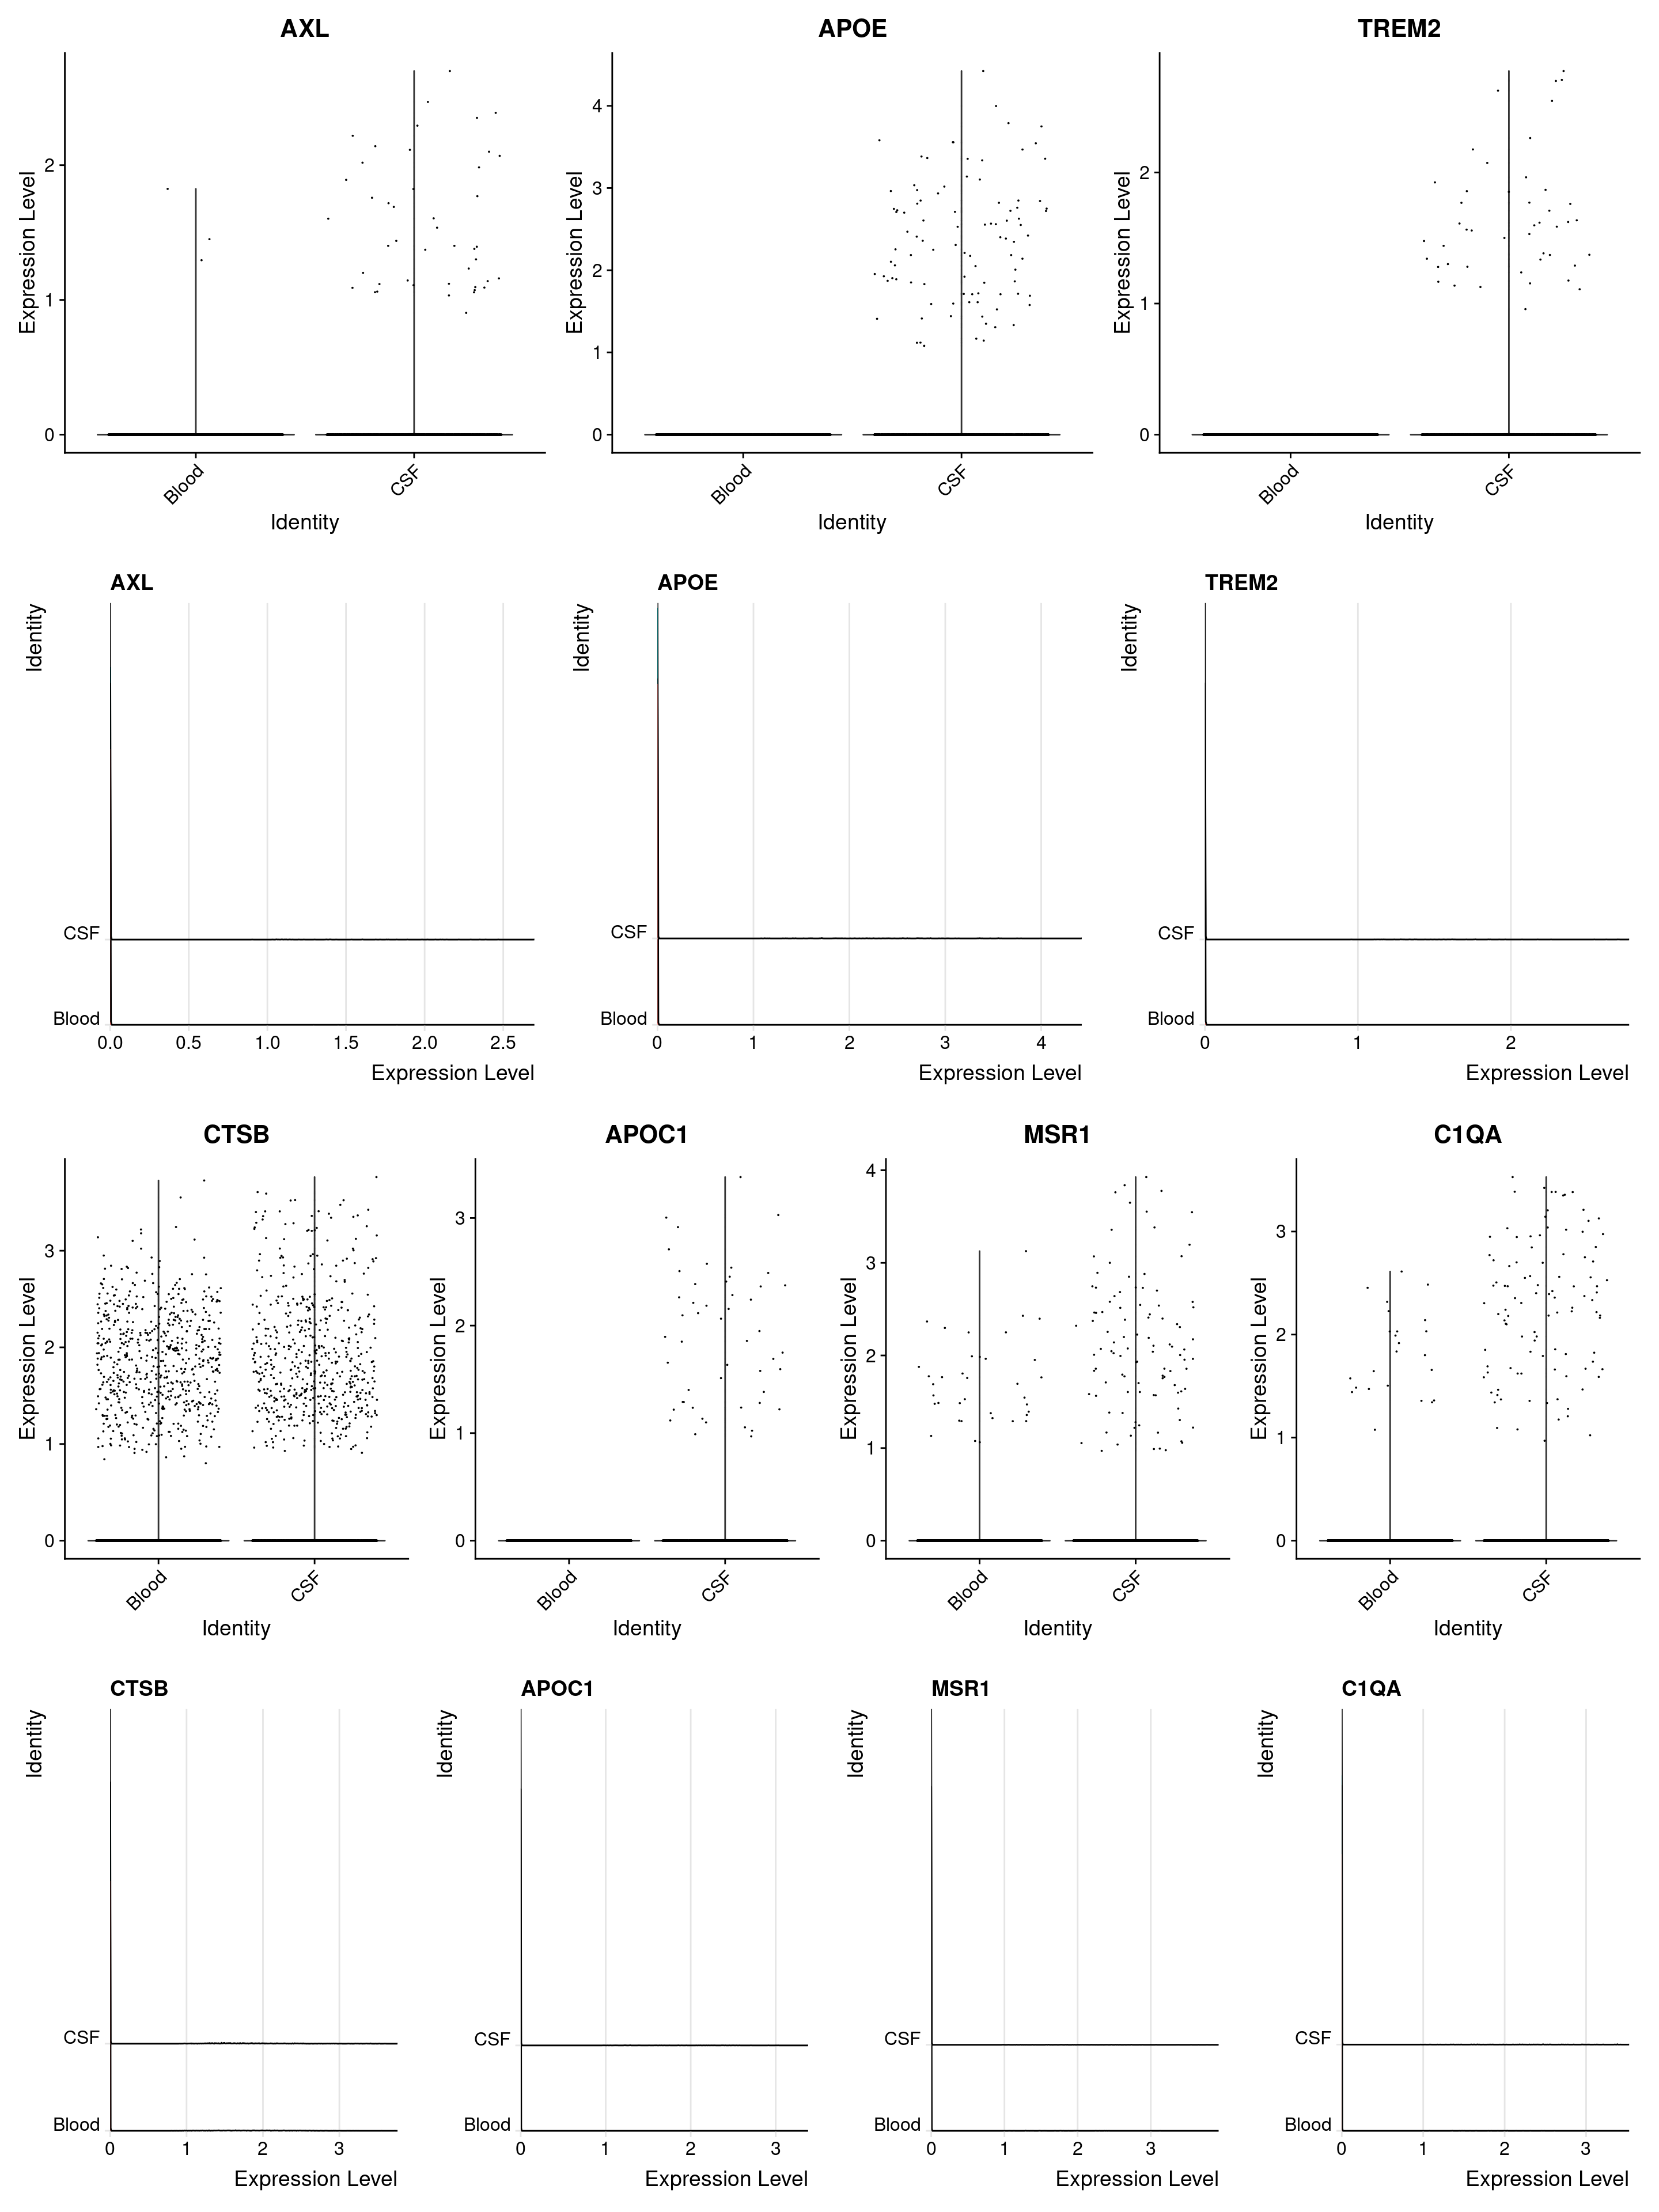 AXL APOE TREM2
Expression Level Expression Level Expression Level
2 4 2
1 3 1
0 2 0
1
0
Blood CSF Blood CSF Blood CSF
Identity Identity Identity
AXL APOE TREM2
Identity Identity Identity
CSF CSF CSF
Blood Blood Blood
0.0 0.5 1.0 1.5 2.0 2.5 0 1 2 3 4 0 1 2
Expression Level Expression Level Expression Level
CTSB APOC1 MSR1 C1QA
Expression Level Expression Level Expression Level Expression Level
3 3 4 3
2 2 3 2
1 1 2 1
0 0 1 0
0
Blood CSF Blood CSF Blood CSF Blood CSF
Identity Identity Identity Identity
CTSB APOC1 MSR1 C1QA
Identity Identity Identity Identity
CSF CSF CSF CSF
Blood Blood Blood Blood
0 1 2 3 0 1 2 3 0 1 2 3 0 1 2 3
Expression Level Expression Level Expression Level Expression Level